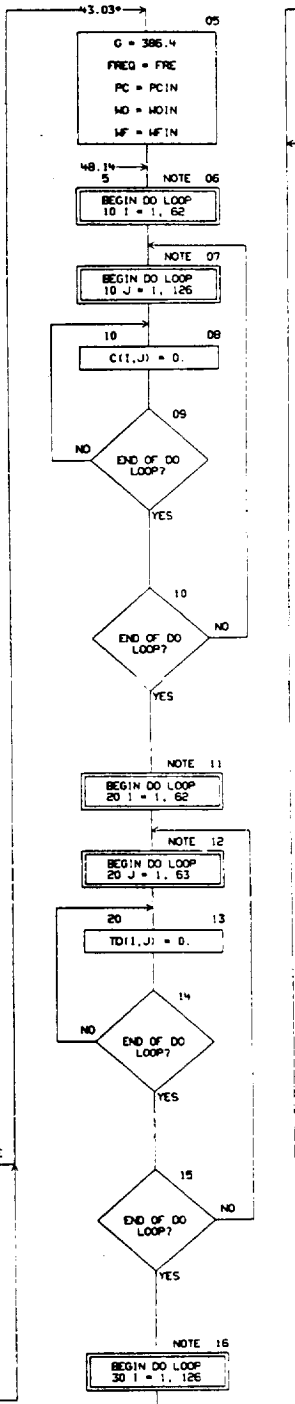 43.03*
05
G = 386.4
FREQ = FRE
PC = PCIN
WO = WOIN
WF = WFIN
48.14
5 NOTE 06
BEGIN DO LOOP
10 I = 1, 62
NOTE 07
BEGIN DO LOOP
10 J = 1, 126
10 08
C(I,J) = 0.
09
NO
END OF DO
LOOP?
YES
10
NO
END OF DO
LOOP?
YES
NOTE 11
BEGIN DO LOOP
20 I = 1, 62
NOTE 12
BEGIN DO LOOP
20 J = 1, 63
20 13
TD(I,J) = 0.
14
NO
END OF DO
LOOP?
YES
15
NO
END OF DO
LOOP?
YES
NOTE 16
BEGIN DO LOOP
30 I = 1, 126